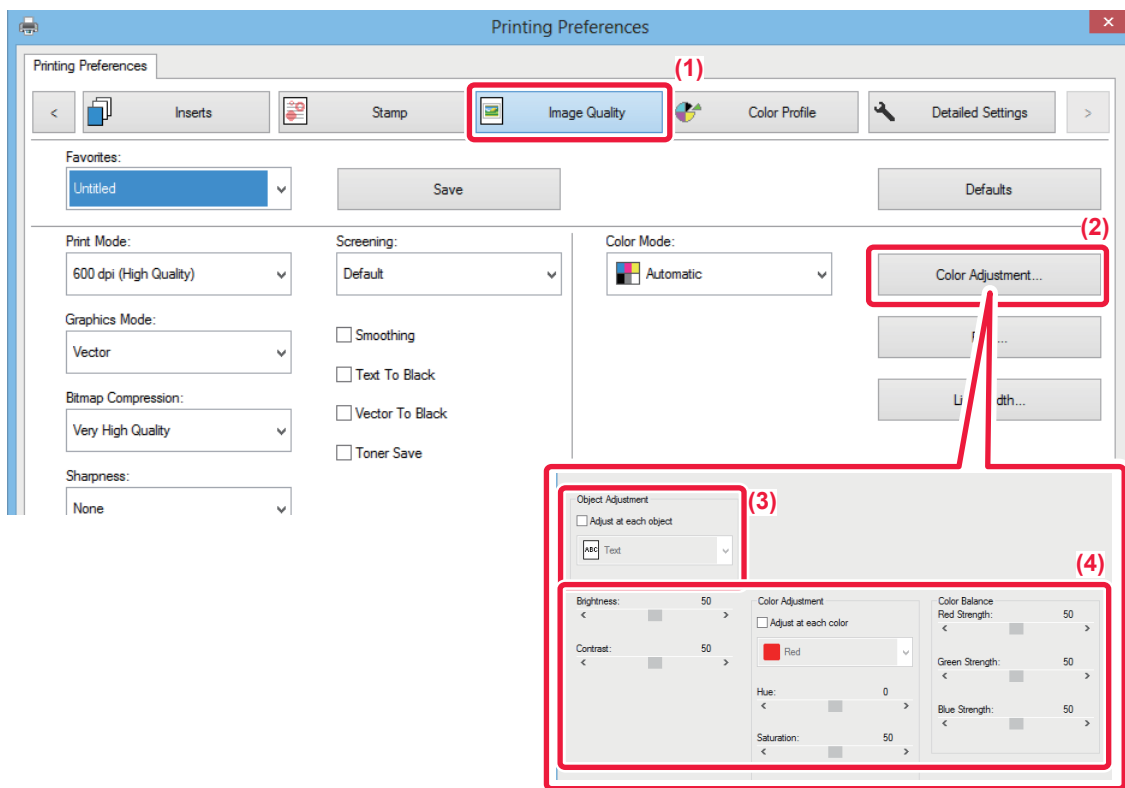 Printing Preferences
Printing Preferences
(1)
<
Inserts
Stamp
Image Quality
Color Profile
Detailed Settings
>
Favorites:
Untitled
Save
Defaults
(2)
Print Mode:
Screening:
Color Mode:
600 dpi (High Quality)
Default
Automatic
Color Adjustment...
Graphics Mode:
Smoothing
Vector
Text To Black
Bitmap Compression:
Vector To Black
Very High Quality
Toner Save
Sharpness:
None
Object Adjustment
(3)
Adjust at each object
ABC
Text
(4)
Brightness:
50
Contrast:
50
Color Adjustment
Adjust at each color
Red
Hue:
0
Saturation:
50
Color Balance
Red Strength:
50
Green Strength:
50
Blue Strength:
50